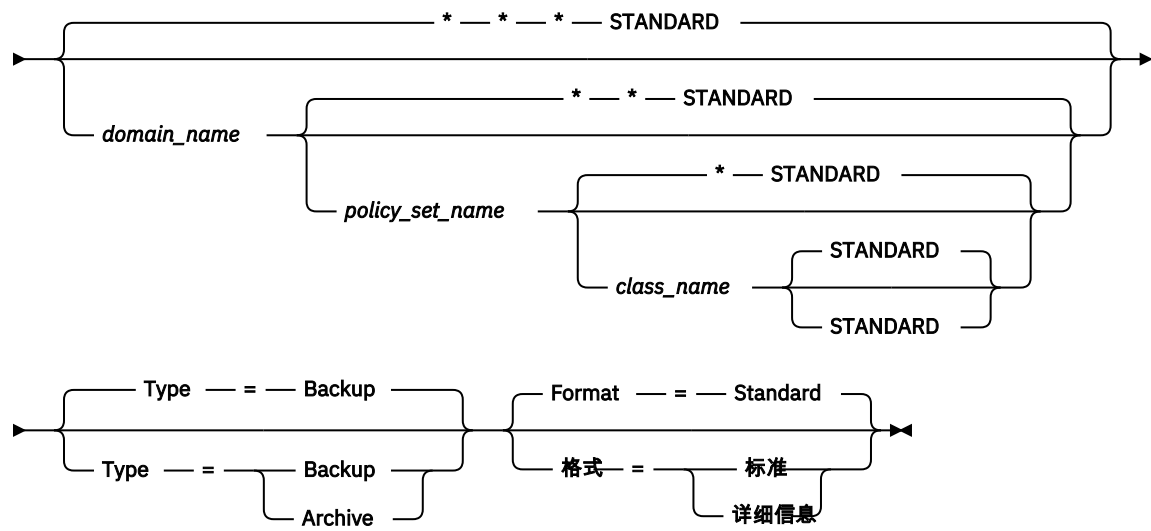 * * * STANDARD
* * STANDARD
domain_name
* STANDARD
policy_set_name
STANDARD
class_name
STANDARD
Type = Backup Format = Standard
Type = Backup 格式 = 标准
Archive 详细信息